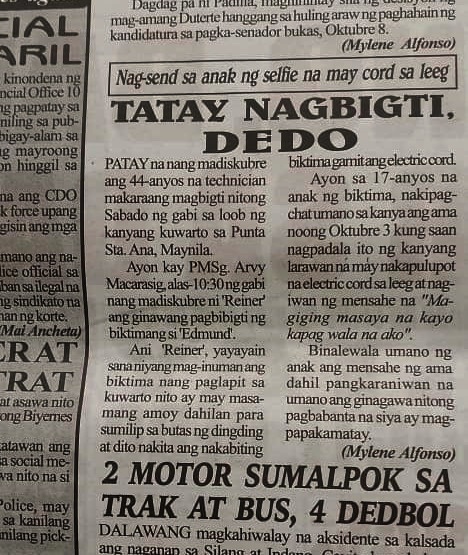 CIAL
ARIL
kinondena ng
ncial Office 10
ng pagpatay sa
niling sa pub-
bigay-alam sa
g mayroong
on hinggil sa
na ang CDO
k force upang
gisin ang mga
mano ang na-
lice official sa
ban sa ilegal na
ng sindikato na
nan ng korte.
(Mai Ancheta)
CRAT
TRAT
at asawa nito
ong Biyernes
katawan ang
sa social me-
wa nito na si
Police, may
sa kanilang
nilang pick-
Dagdag pa ni Padilla, maghihintay sila ng desisyon ng
mag-amang Duterte hanggang sa huling araw ng paghahain ng
kandidatura sa pagka-senador bukas, Oktubre 8.
(Mylene Alfonso)
Nag-send sa anak ng selfie na may cord sa leeg
TATAY NAGBIGTI,
DEDO
PATAY na nang madiskubre
ang 44-anyos na technician
makaraang magbigti nitong
Sabado ng gabi sa loob ng
kanyang kuwarto sa Punta
Sta. Ana, Maynila.
Ayon kay PMSg. Arvy
Macarasig, alas-10:30 ng gabi
nang madiskubre ni 'Reiner'
ang ginawang pagbibigti ng
biktimang si 'Edmund'.
Ani 'Reiner', yayayain
sana niyang mag-inuman ang
biktima nang paglapit sa
kuwarto nito ay may masa-
mang amoy dahilan para
sumilip sa butas ng dingding
at dito nakita ang nakabiting
biktima gamit ang electric cord.
Ayon sa 17-anyos na
anak ng biktima, nakipag-
chat umano sa kanya ang ama
noong Oktubre 3 kung saan
nagpadala ito ng kanyang
larawan na may nakapulupot
na electric cord sa leeg at nag-
iwan ng mensahe na "Ma-
giging masaya na kayo
kapag wala na ako".
Binalewala umano ng
anak ang mensahe ng ama
dahil pangkaraniwan na
umano ang ginagawa nitong
pagbabanta na siya ay mag-
papakamatay.
(Mylene Alfonso)
2 MOTOR SUMALPOK SA
TRAK AT BUS, 4 DEDBOL
DALAWANG magkahiwalay na aksidente sa kalsada
ang naganap sa Silang at Indang